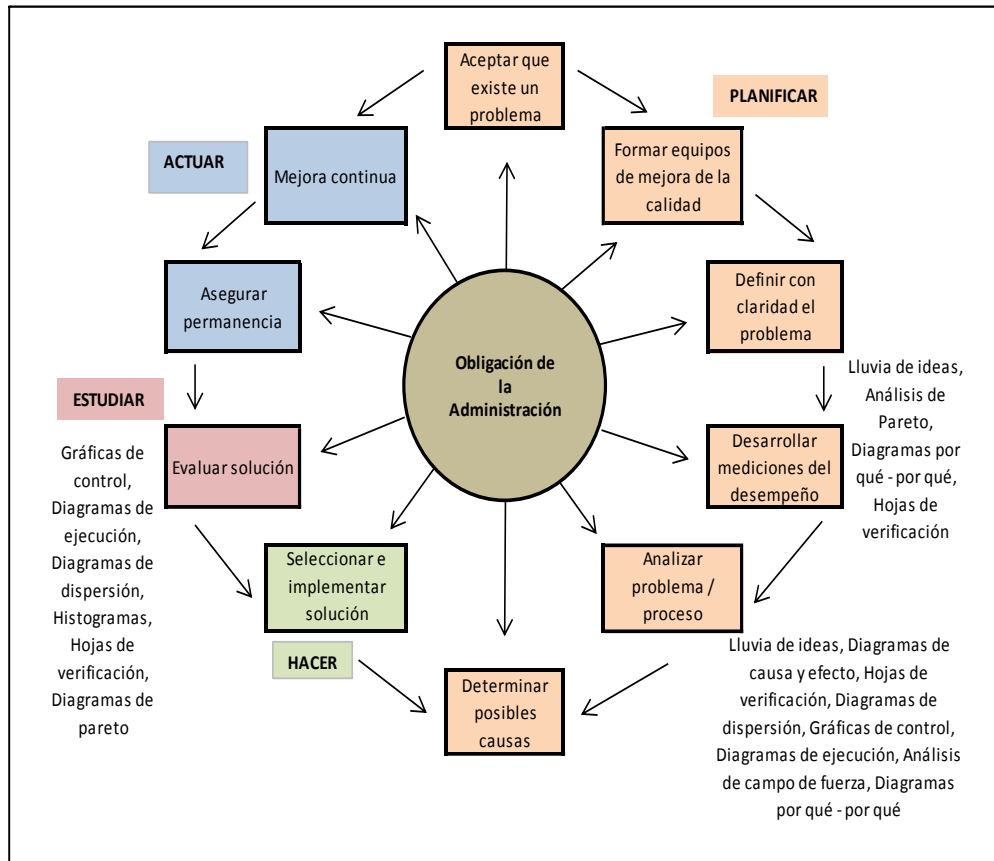 Aceptar que
existe un
problema
PLANIFICAR
Formar equipos
de mejora de la
calidad
ACTUAR
Mejora continua
Definir con
claridad el
problema
Asegurar
permanencia
Obligación de
la
Administración
Lluvia de ideas,
Análisis de
Pareto,
Diagramas por
qué - por qué,
Hojas de
verificación
Desarrollar
mediciones del
desempeño
ESTUDIAR
Evaluar solución
Gráficas de
control,
Diagramas de
ejecución,
Diagramas de
dispersión,
Histogramas,
Hojas de
verificación,
Diagramas de
pareto
Seleccionar e
implementar
solución
HACER
Analizar
problema /
proceso
Determinar
posibles
causas
Lluvia de ideas, Diagramas de
causa y efecto, Hojas de
verificación, Diagramas de
dispersión, Gráficas de control,
Diagramas de ejecución, Análisis
de campo de fuerza, Diagramas
por qué - por qué